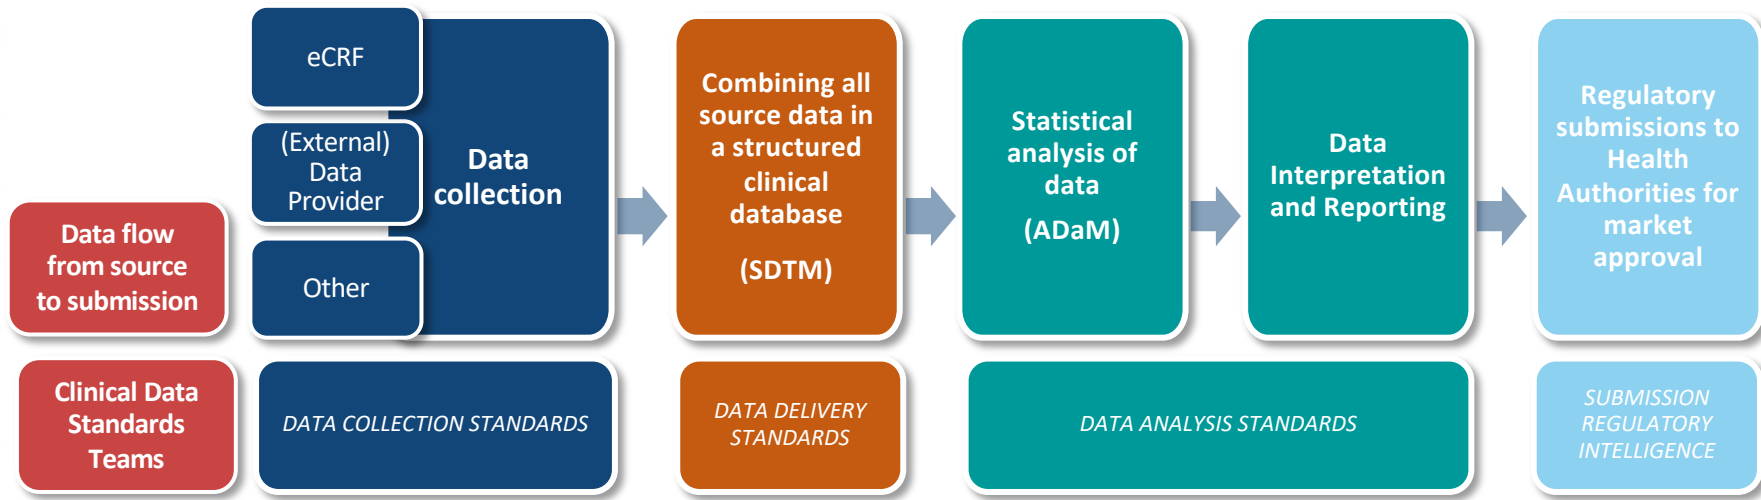 Data flow
from source
to submission
eCRF
(External)
Data
Provider
Other
Data
collection
Combining all
source data in
a structured
clinical
database
(SDTM)
Statistical
analysis of
data
(ADaM)
Data
Interpretation
and Reporting
Regulatory
submissions to
Health
Authorities for
market
approval
Clinical Data
Standards
Teams
DATA COLLECTION STANDARDS
DATA DELIVERY
STANDARDS
DATA ANALYSIS STANDARDS
SUBMISSION
REGULATORY
INTELLIGENCE